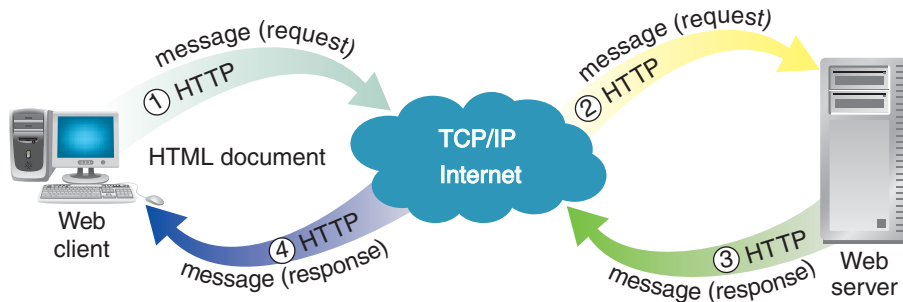 message (request)
① HTTP
message (request)
② HTTP
TCP/IP
Internet
HTML document
Web
client
④ HTTP
message (response)
③ HTTP
message (response)
Web
server